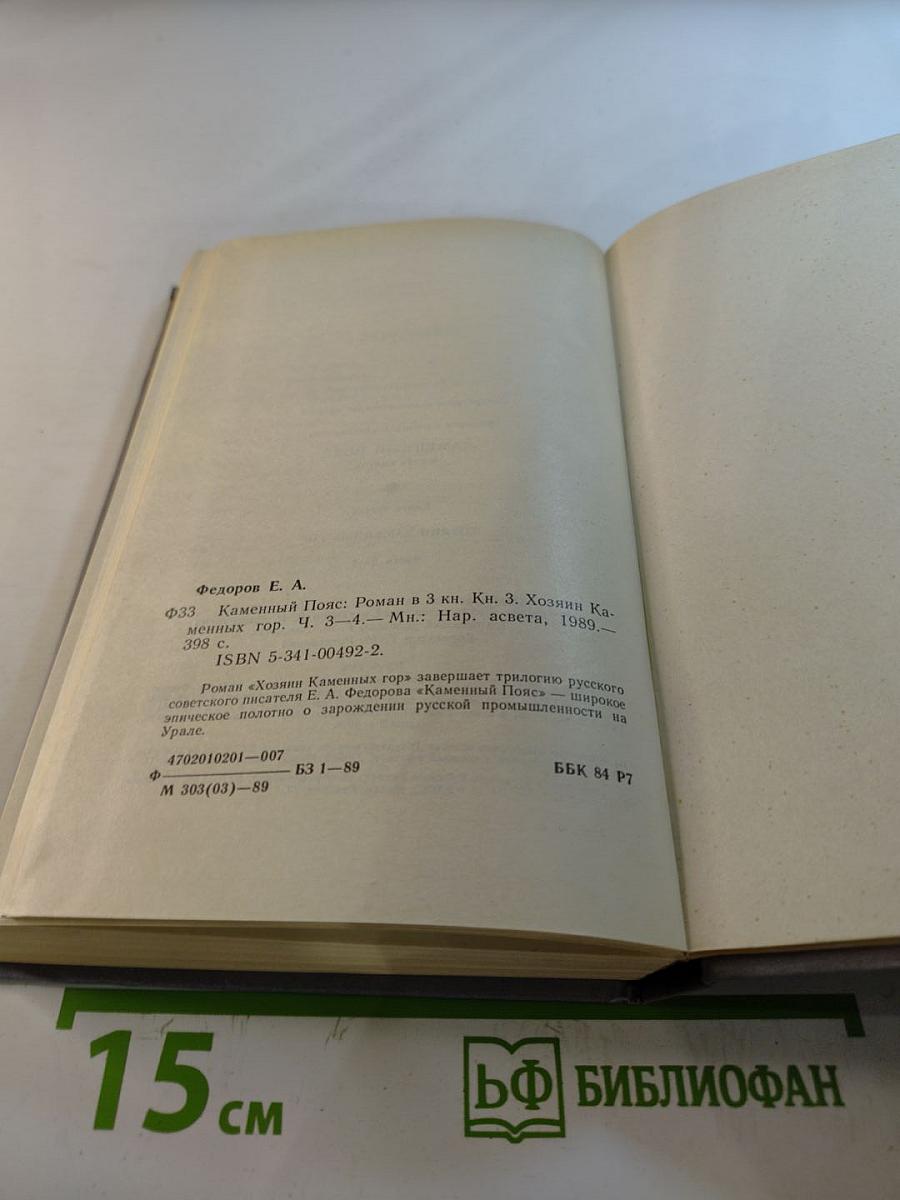 Федоров Е. А.
Ф33 Каменный Пояс: Роман в 3 кн. Кн. 3. Хозяин Ка-
менных гор. Ч. 3—4.— Мн.: Нар. асвета, 1989.—
398 с.
ISBN 5-341-00492-2.
Роман «Хозяин Каменных гор» завершает трилогию русского
советского писателя Е. А. Федорова «Каменный Пояс» — широкое
эпическое полотно о зарождении русской промышленности на
Урале.
4702010201—007
Ф БЗ 1—89
М 303(03)—89
ББК 84 Р7
15 см
БФ БИБЛИОФАН